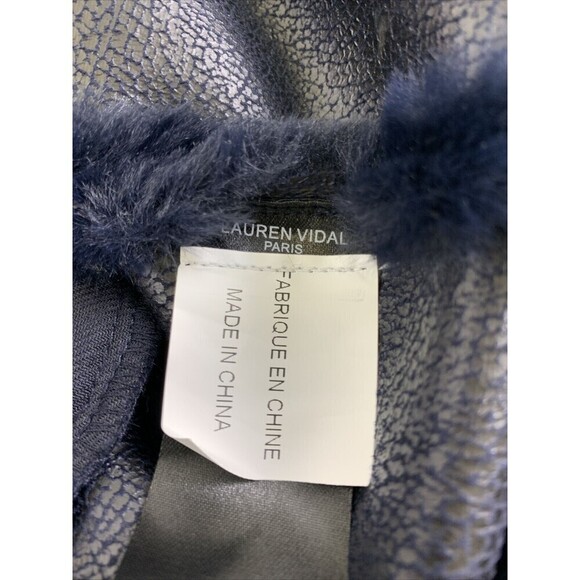 LAUREN VIDAL
PARIS
FABRIQUE EN CHINE
MADE IN CHINA